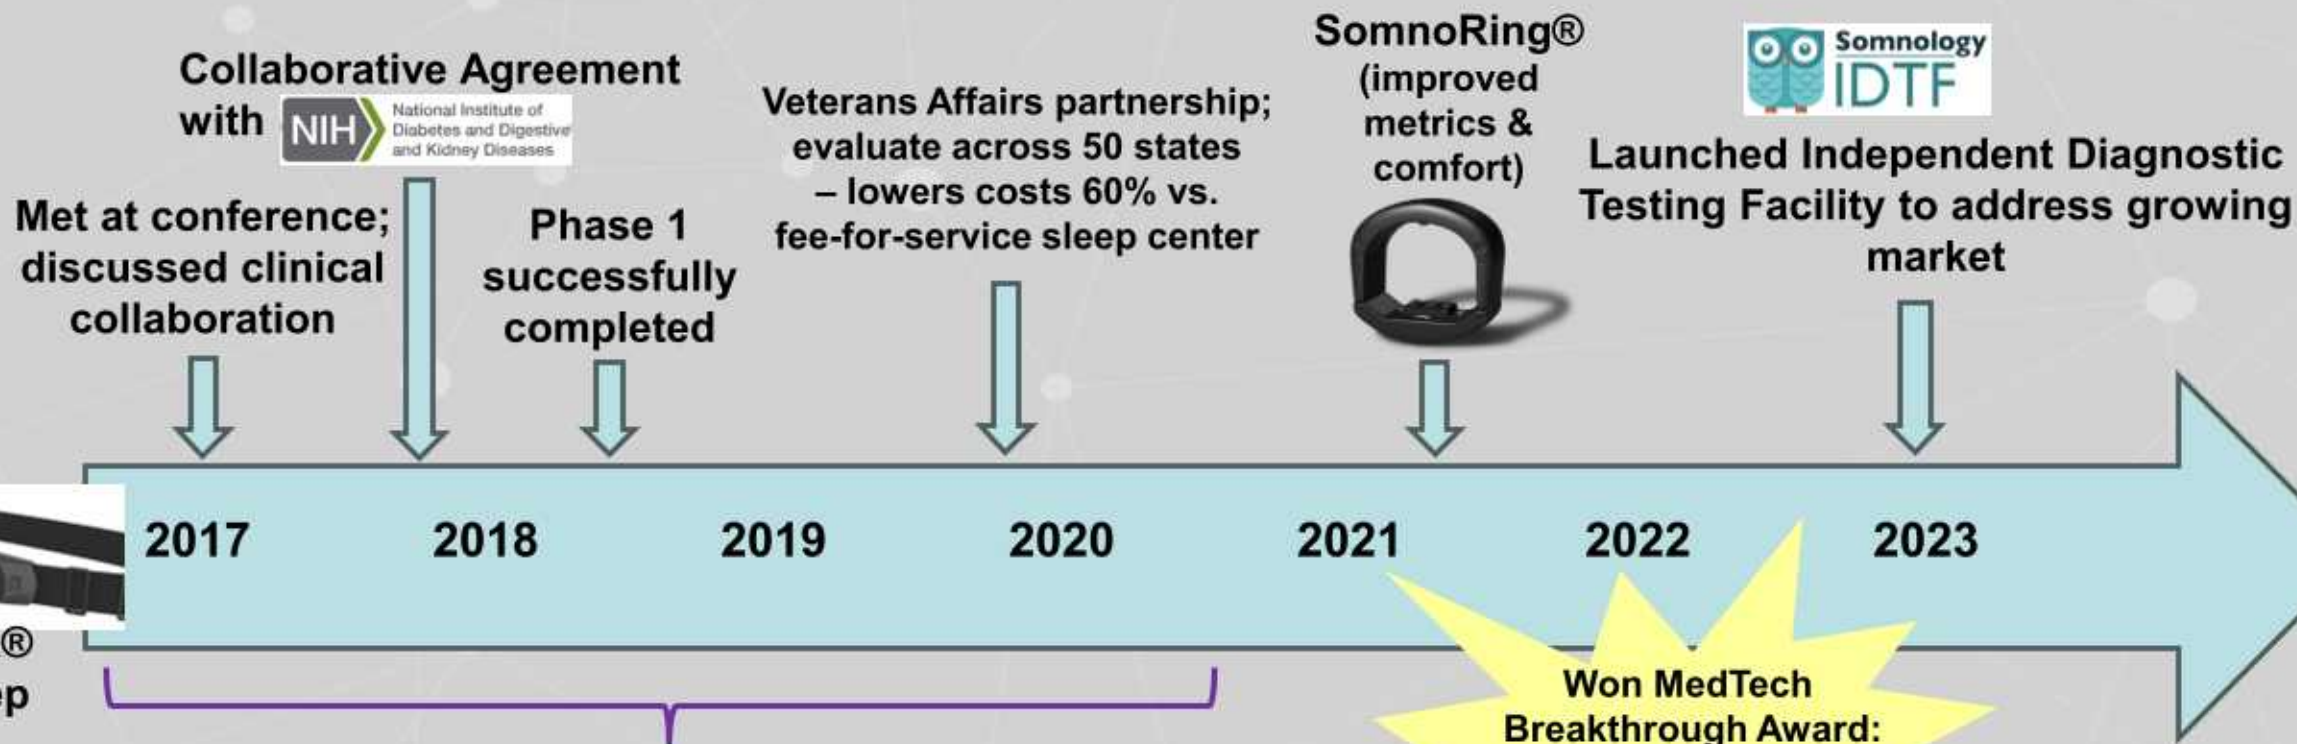 Collaborative Agreement
with NIH National Institute of
Diabetes and Digestive
and Kidney Diseases
Met at conference;
discussed clinical
collaboration
Phase 1
successfully
completed
Veterans Affairs partnership;
evaluate across 50 states
– lowers costs 60% vs.
fee-for-service sleep center
SomnoRing®
(improved
metrics &
comfort)
Somnology
IDTF
Launched Independent Diagnostic
Testing Facility to address growing
market
2017 2018 2019 2020 2021 2022 2023
®
Won MedTech
Breakthrough Award: